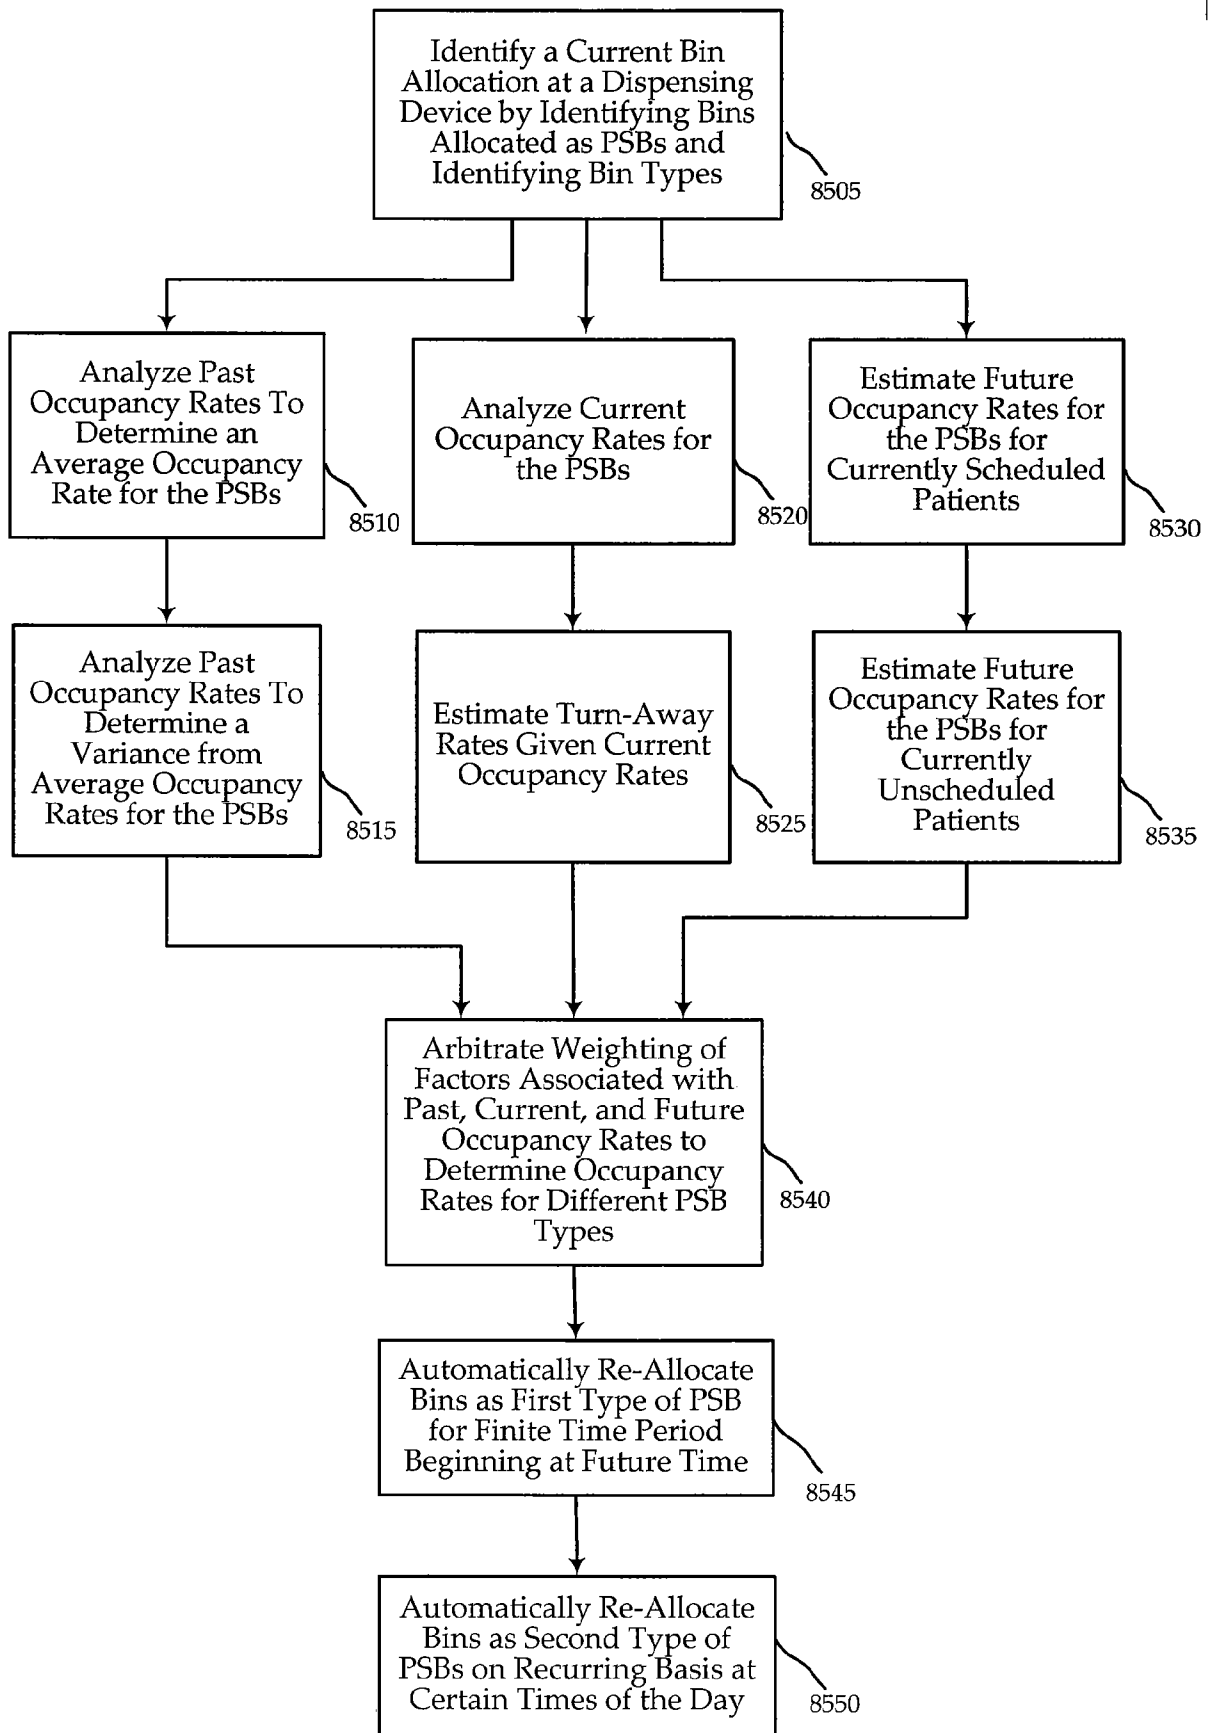 Identify a Current Bin
Allocation at a Dispensing
Device by Identifying Bins
Allocated as PSBs and
Identifying Bin Types
8505
Analyze Past
Occupancy Rates To
Determine an
Average Occupancy
Rate for the PSBs
8510
Analyze Current
Occupancy Rates for
the PSBs
8520
Estimate Future
Occupancy Rates for
the PSBs for
Currently Scheduled
Patients
8530
Analyze Past
Occupancy Rates To
Determine a
Variance from
Average Occupancy
Rates for the PSBs
8515
Estimate Turn-Away
Rates Given Current
Occupancy Rates
8525
Estimate Future
Occupancy Rates for
the PSBs for
Currently
Unscheduled
Patients
8535
Arbitrate Weighting of
Factors Associated with
Past, Current, and Future
Occupancy Rates to
Determine Occupancy
Rates for Different PSB
Types
8540
Automatically Re-Allocate
Bins as First Type of PSB
for Finite Time Period
Beginning at Future Time
8545
Automatically Re-Allocate
Bins as Second Type of
PSBs on Recurring Basis at
Certain Times of the Day
8550